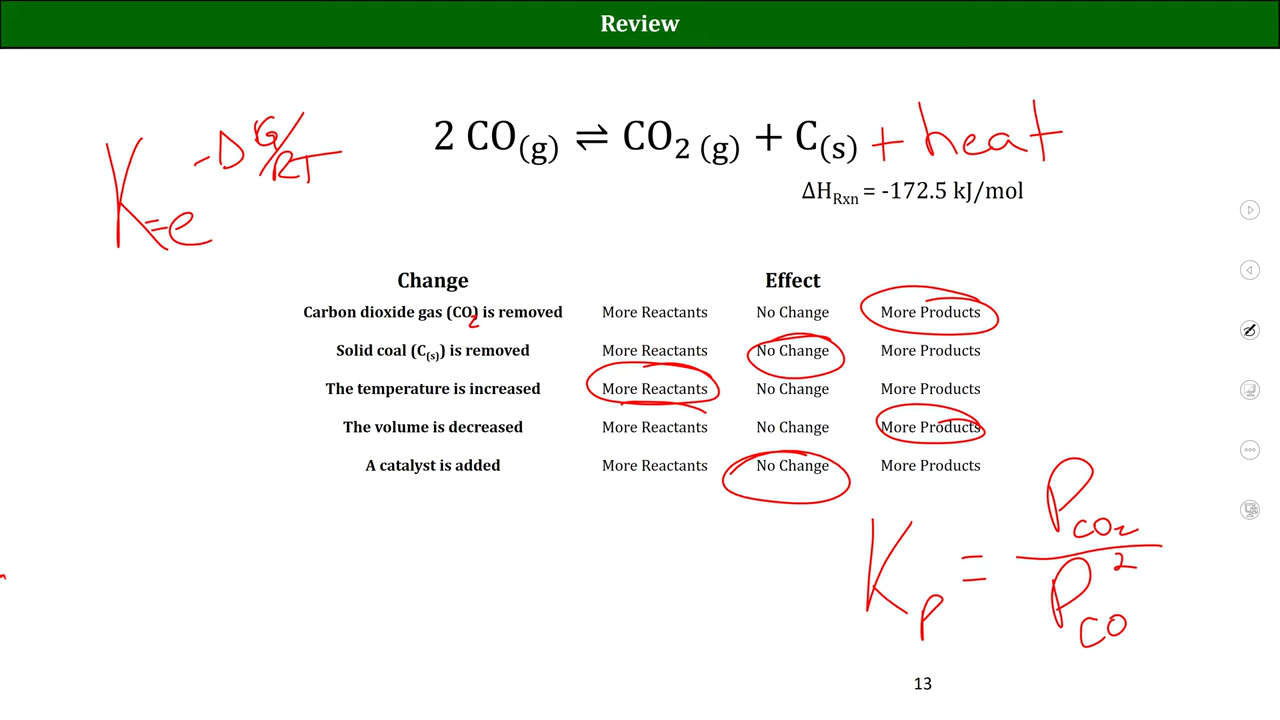 Review
K=e -ΔG/RT
2 CO(g) ⇌ CO2 (g) + C(s) + heat
ΔHRxn = -172.5 kJ/mol
Change Effect
Carbon dioxide gas (CO2) is removed More Reactants No Change More Products
Solid coal (C(s)) is removed More Reactants No Change More Products
The temperature is increased More Reactants No Change More Products
The volume is decreased More Reactants No Change More Products
A catalyst is added More Reactants No Change More Products
Kp = PCO2 / PCO 2
13